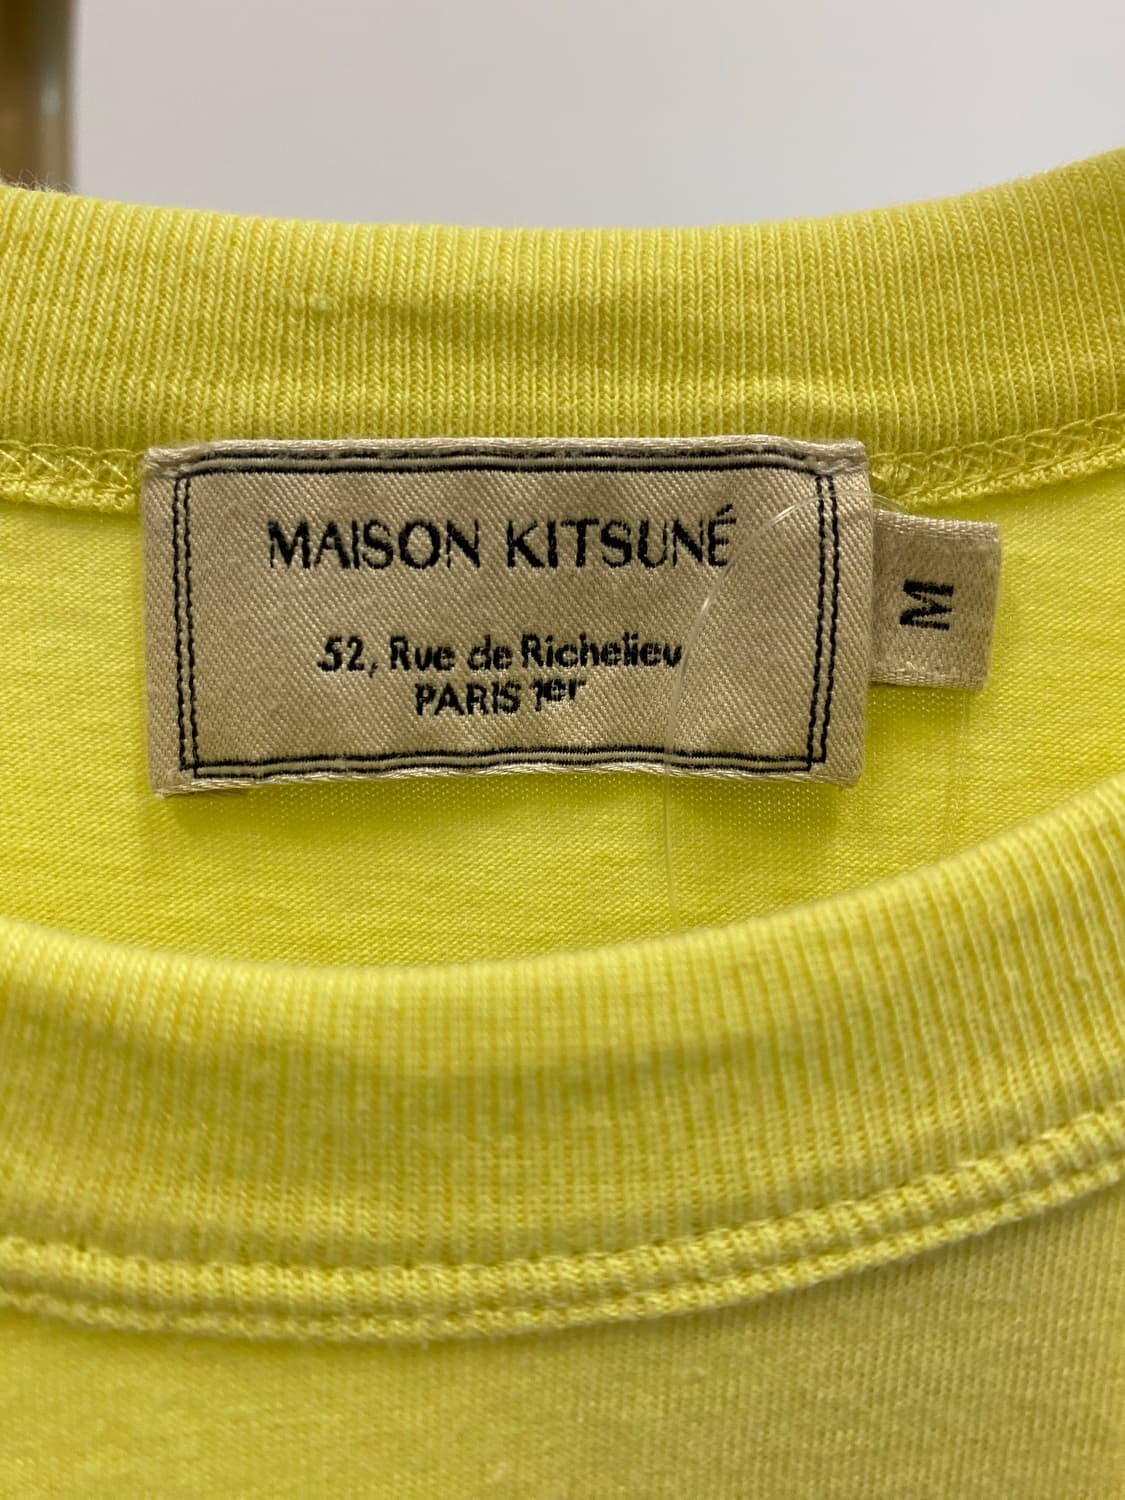 MAISON KITSUNÉ
52, Rue de Richelieu
PARIS 1er
M